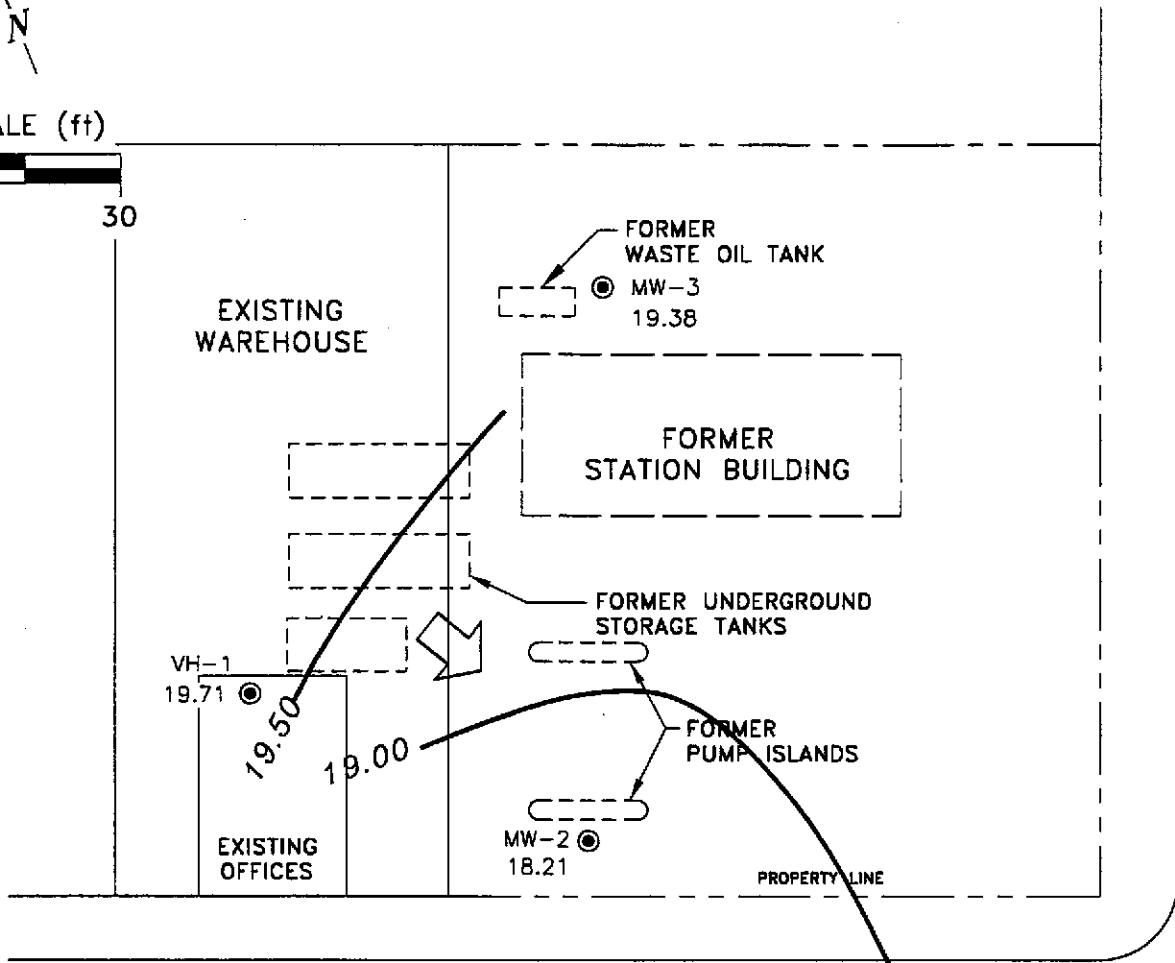 N
ALE (ft)
30
FORMER
WASTE OIL TANK
MW-3
19.38
EXISTING
WAREHOUSE
FORMER
STATION BUILDING
FORMER UNDERGROUND
STORAGE TANKS
VH-1
19.71
19.50
19.00
FORMER
PUMP ISLANDS
MW-2
18.21
EXISTING
OFFICES
PROPERTY LINE